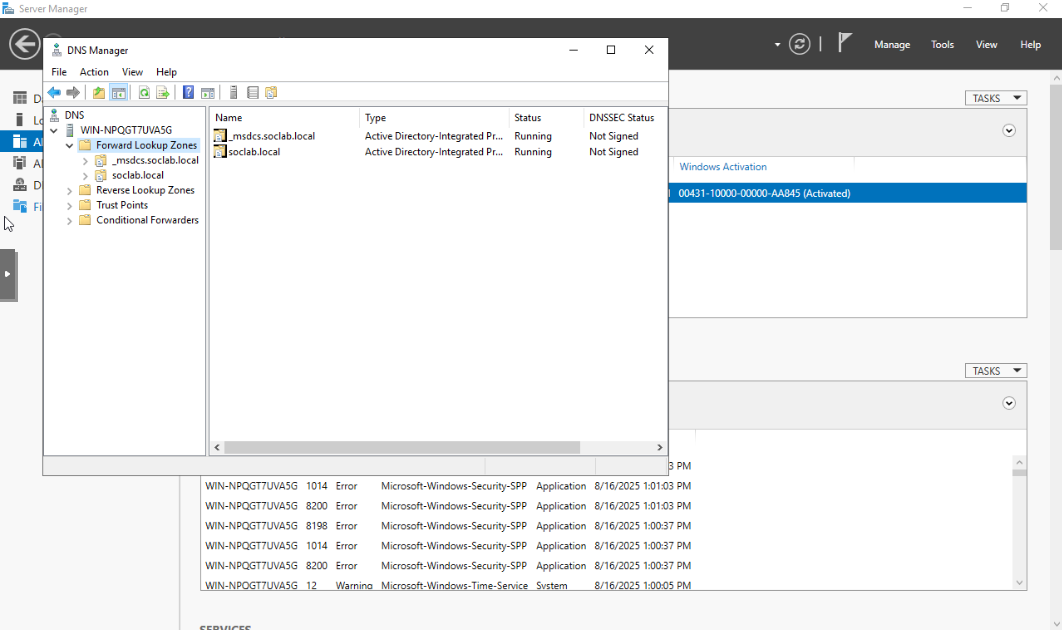 Server Manager
Manage Tools View Help
DNS Manager
File Action View Help
DNS
WIN-NPQGT7UVA5G
Forward Lookup Zones
_msdcs.soclab.local
soclab.local
Reverse Lookup Zones
Trust Points
Conditional Forwarders
Name Type Status DNSSEC Status
_msdcs.soclab.local Active Directory-Integrated Pr... Running Not Signed
soclab.local Active Directory-Integrated Pr... Running Not Signed
TASKS
Windows Activation
00431-10000-00000-AA845 (Activated)
TASKS
3 PM
WIN-NPQGT7UVA5G 1014 Error Microsoft-Windows-Security-SPP Application 8/16/2025 1:01:03 PM
WIN-NPQGT7UVA5G 8200 Error Microsoft-Windows-Security-SPP Application 8/16/2025 1:01:03 PM
WIN-NPQGT7UVA5G 8198 Error Microsoft-Windows-Security-SPP Application 8/16/2025 1:00:37 PM
WIN-NPQGT7UVA5G 1014 Error Microsoft-Windows-Security-SPP Application 8/16/2025 1:00:37 PM
WIN-NPQGT7UVA5G 8200 Error Microsoft-Windows-Security-SPP Application 8/16/2025 1:00:37 PM
WIN-NPQGT7UVA5G 12 Warning Microsoft-Windows-Time-Service System 8/16/2025 1:00:05 PM
SERVICES